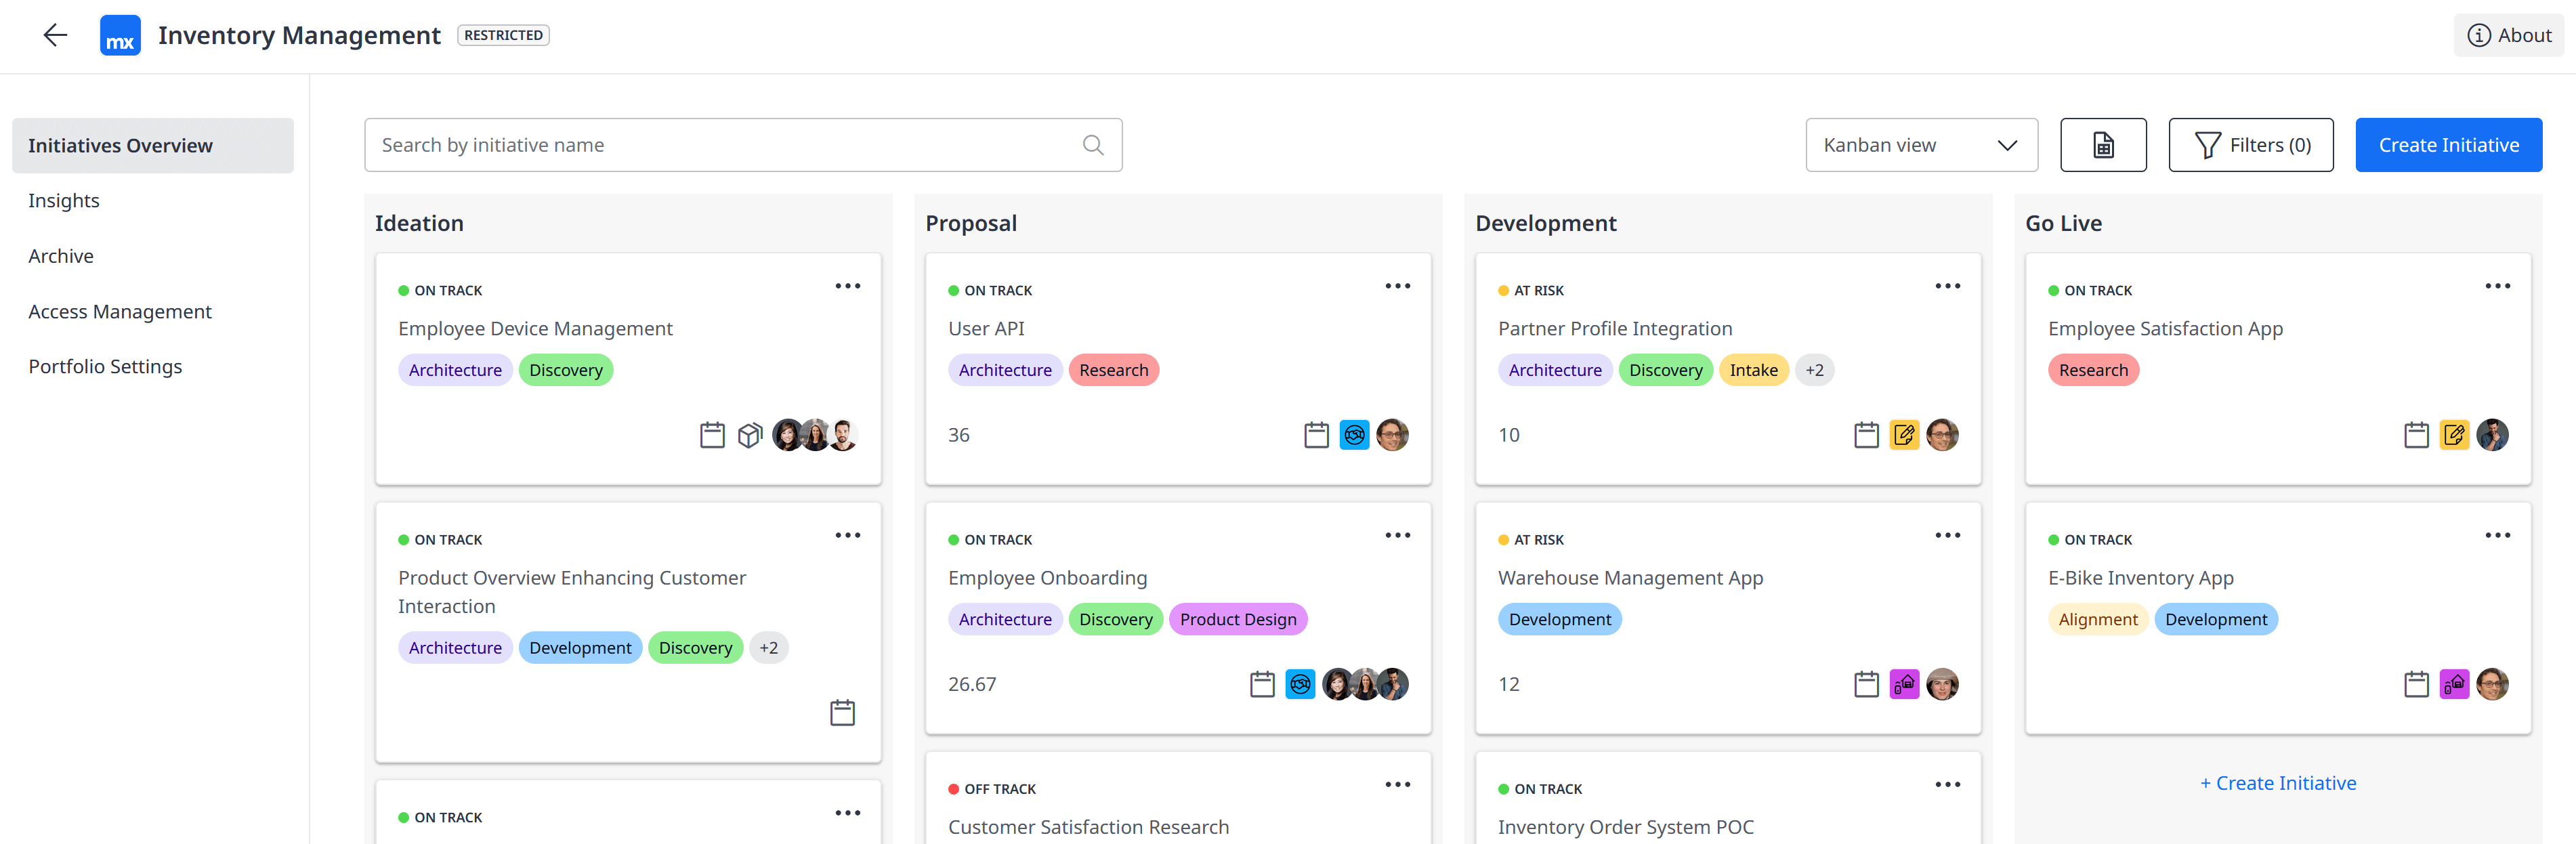 mx Inventory Management RESTRICTED
About
Initiatives Overview
Insights
Archive
Access Management
Portfolio Settings
Search by initiative name
Kanban view
Filters (0)
Create Initiative
Ideation
ON TRACK
Employee Device Management
Architecture Discovery
ON TRACK
Product Overview Enhancing Customer
Interaction
Architecture Development Discovery +2
ON TRACK
Proposal
ON TRACK
User API
Architecture Research
36
ON TRACK
Employee Onboarding
Architecture Discovery Product Design
26.67
OFF TRACK
Customer Satisfaction Research
Development
AT RISK
Partner Profile Integration
Architecture Discovery Intake +2
10
AT RISK
Warehouse Management App
Development
12
ON TRACK
Inventory Order System POC
Go Live
ON TRACK
Employee Satisfaction App
Research
ON TRACK
E-Bike Inventory App
Alignment Development
+ Create Initiative